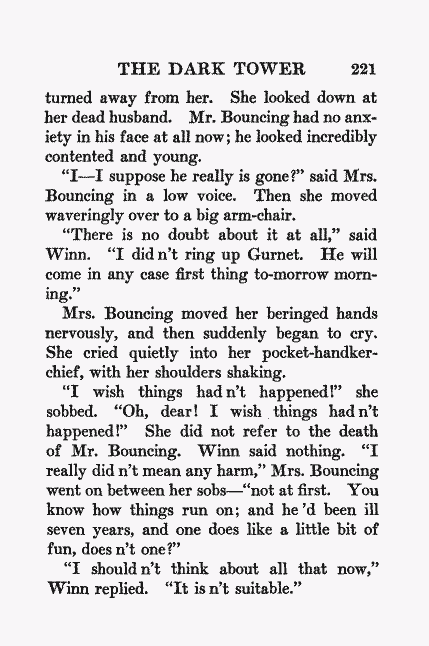 THE DARK TOWER 221
turned away from her. She looked down at
her dead husband. Mr. Bouncing had no anx-
iety in his face at all now; he looked incredibly
contented and young.
"I—I suppose he really is gone?" said Mrs.
Bouncing in a low voice. Then she moved
waveringly over to a big arm-chair.
"There is no doubt about it at all," said
Winn. "I did n't ring up Gurnet. He will
come in any case first thing to-morrow morn-
ing."
Mrs. Bouncing moved her beringed hands
nervously, and then suddenly began to cry.
She cried quietly into her pocket-handker-
chief, with her shoulders shaking.
"I wish things had n't happened!" she
sobbed. "Oh, dear! I wish things had n't
happened!" She did not refer to the death
of Mr. Bouncing. Winn said nothing. "I
really did n't mean any harm," Mrs. Bouncing
went on between her sobs—"not at first. You
know how things run on; and he 'd been ill
seven years, and one does like a little bit of
fun, does n't one?"
"I should n't think about all that now,"
Winn replied. "It is n't suitable."